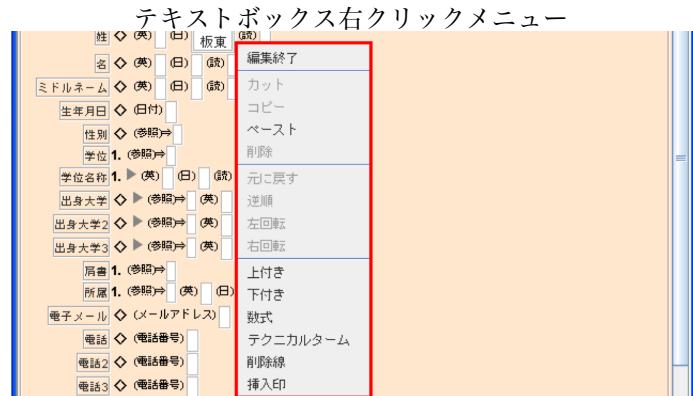 テキストボックス右クリックメニュー
姓 ◇ (英) (日) 板東 (読)
名 ◇ (英) (日) (読)
ミドルネーム ◇ (英) (日) (読)
生年月日 ◇ (日付)
性別 ◇ (参照)⇒
学位 1. (参照)⇒
学位名称 1. ▶ (英) (日) (読)
出身大学 ◇ ▶ (参照)⇒ (英)
出身大学2 ◇ ▶ (参照)⇒ (英)
出身大学3 ◇ ▶ (参照)⇒ (英)
肩書 1. (参照)⇒
所属 1. (参照)⇒ (英) (日)
電子メール ◇ (メールアドレス)
電話 ◇ (電話番号)
電話2 ◇ (電話番号)
電話3 ◇ (電話番号)
編集終了
カット
コピー
ペースト
削除
元に戻す
逆順
左回転
右回転
上付き
下付き
数式
テクニカルターム
削除線
挿入印